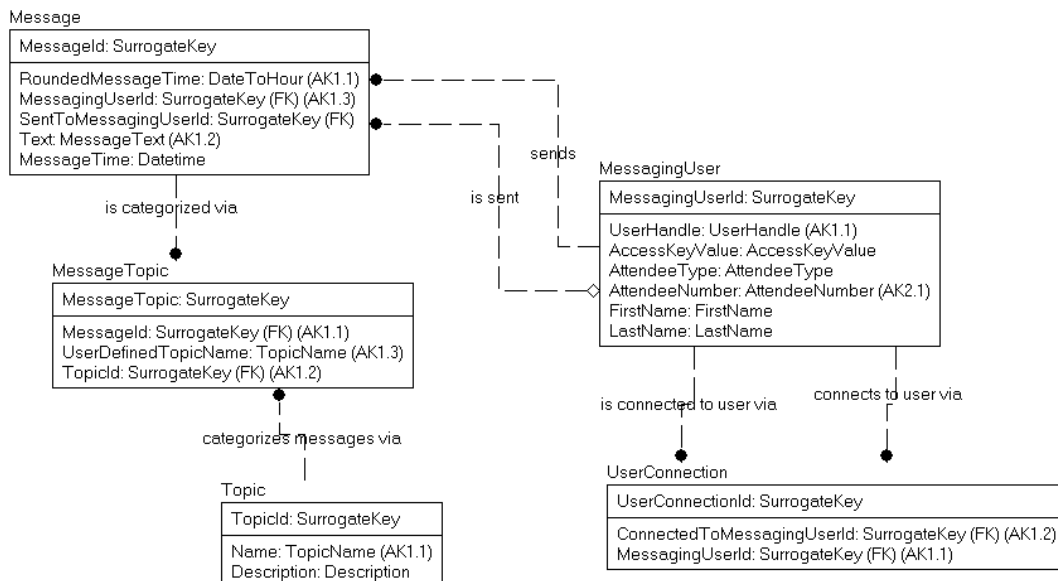 Message
MessageId: SurrogateKey
RoundedMessageTime: DateToHour (AK1.1)
MessagingUserId: SurrogateKey (FK) (AK1.3)
SentToMessagingUserId: SurrogateKey (FK)
Text: MessageText (AK1.2)
MessageTime: Datetime
sends
is sent
is categorized via
MessagingUser
MessagingUserId: SurrogateKey
UserHandle: UserHandle (AK1.1)
AccessKeyValue: AccessKeyValue
AttendeeType: AttendeeType
AttendeeNumber: AttendeeNumber (AK2.1)
FirstName: FirstName
LastName: LastName
MessageTopic
MessageTopic: SurrogateKey
MessageId: SurrogateKey (FK) (AK1.1)
UserDefinedTopicName: TopicName (AK1.3)
TopicId: SurrogateKey (FK) (AK1.2)
is connected to user via
connects to user via
categorizes messages via
UserConnection
UserConnectionId: SurrogateKey
ConnectedToMessagingUserId: SurrogateKey (FK) (AK1.2)
MessagingUserId: SurrogateKey (FK) (AK1.1)
Topic
TopicId: SurrogateKey
Name: TopicName (AK1.1)
Description: Description